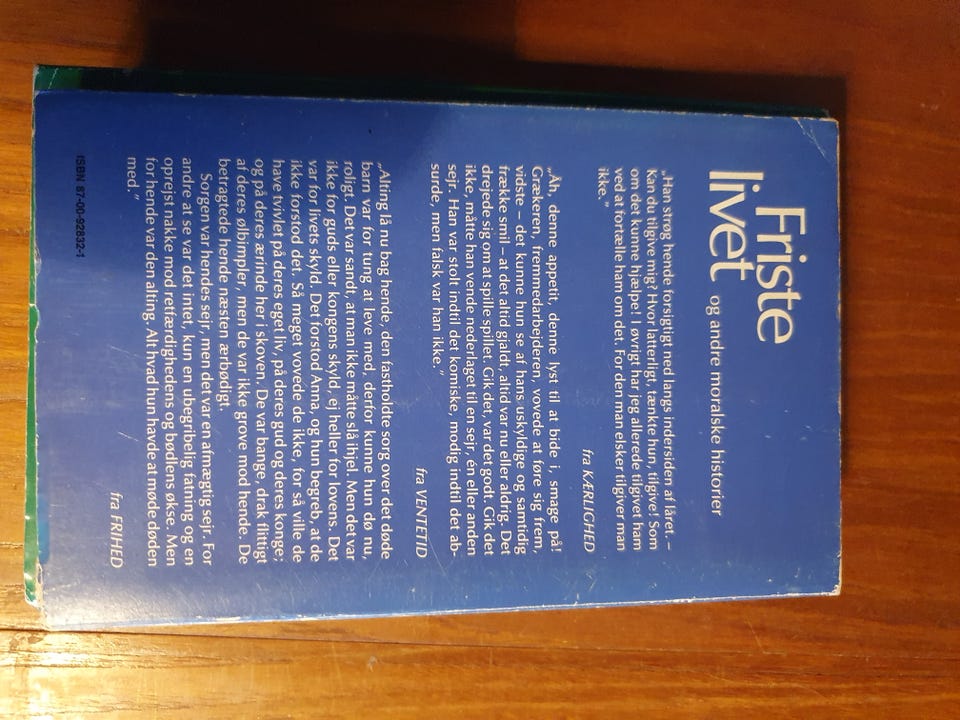 Friste
livet og andre moralske historier
„Han strøg hende forsigtigt ned langs indersiden af låret. –
Kan du tilgive mig? Hvor latterligt, tænkte hun, tilgive! Som
om det kunne hjælpe! I øvrigt har jeg allerede tilgivet ham
ved at fortælle ham om det. For den man elsker tilgiver man
ikke.”
fra KÆRLIGHED
„Åh, denne appetit, denne lyst til at bide i, smage på!
Grækeren, fremmedarbejderen, vovede at føre sig frem,
vidste – det kunne hun se af hans uskyldige og samtidig
frække smil – at det altid gjaldt, altid var nu eller aldrig. Det
drejede sig om at spille spillet. Gik det, var det godt. Gik det
ikke, måtte han vende nederlaget til en sejr, én eller anden
sejr. Han var stolt indtil det komiske, modig indtil det ab-
surde, men falsk var han ikke.”
fra VENTETID
„Alting lå nu bag hende, den fastholdte sorg over det døde
barn var for tung at leve med, derfor kunne hun dø nu,
roligt. Det var sandt, at man ikke måtte slå ihjel. Men det var
ikke for guds eller kongens skyld, ej heller for lovens. Det
var for livets skyld. Det forstod Anna, og hun begreb, at de
ikke forstod det. Så meget vovede de ikke, for så ville de
have tvivlet på deres eget liv, på deres gud og deres konge;
og på deres ærinde her i skoven. De var bange, drak flittigt
af deres ølbimpler, men de var ikke grove mod hende. De
betragtede hende næsten ærbødigt.
Sorgen var hendes sejr, men det var en afmægtig sejr. For
andre at se var det intet, kun en ubegribelig fatning og en
oprejst nakke mod retfærdighedens og bødlens økse. Men
for hende var den alting. Alt hvad hun havde at møde døden
med.”
fra FRIHED
ISBN 87-00-92832-1